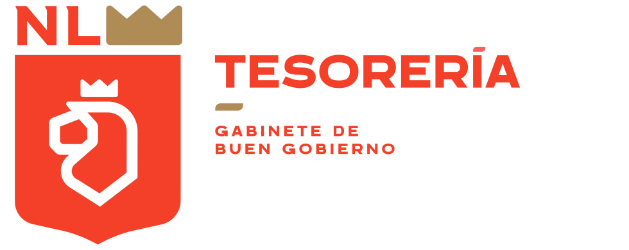 NL
TESORERÍA
GABINETE DE
BUEN GOBIERNO